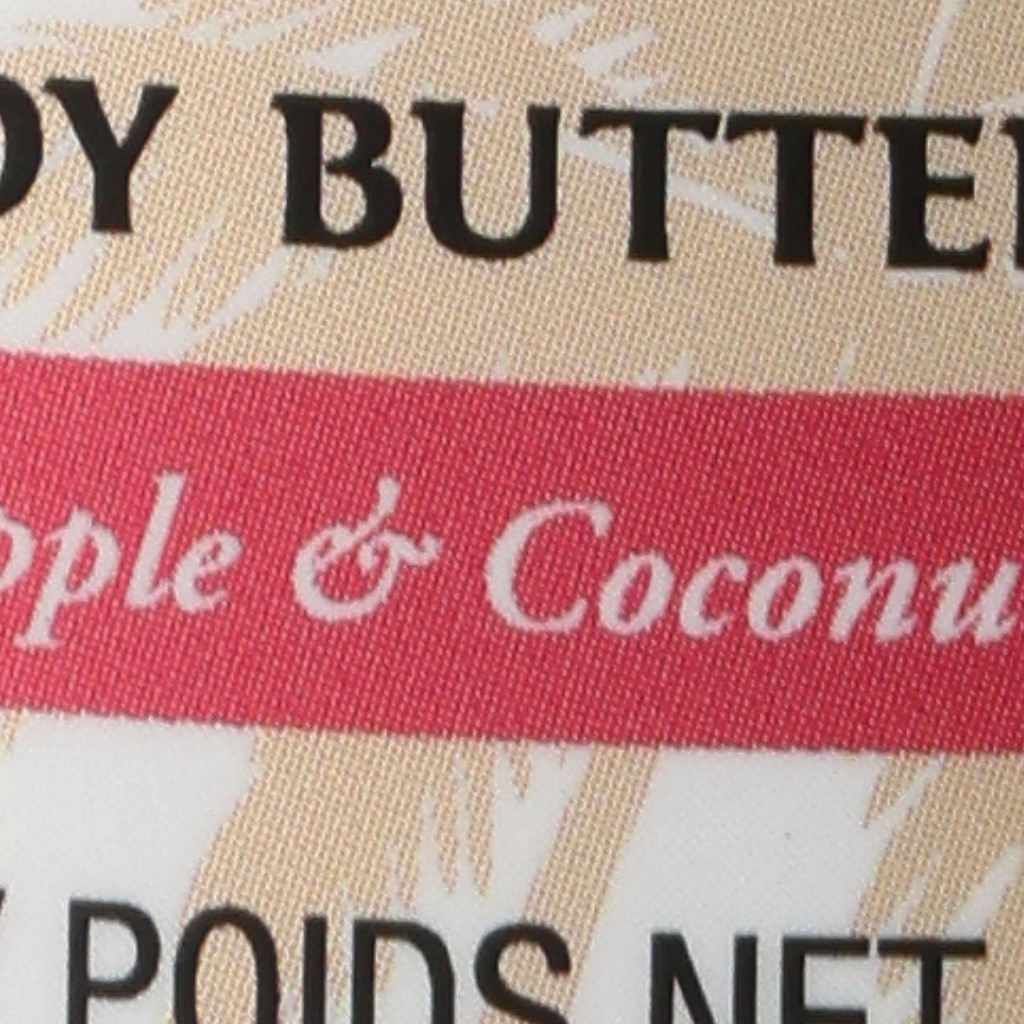 DY BUTTE
pple & Coconu
POIDS NET